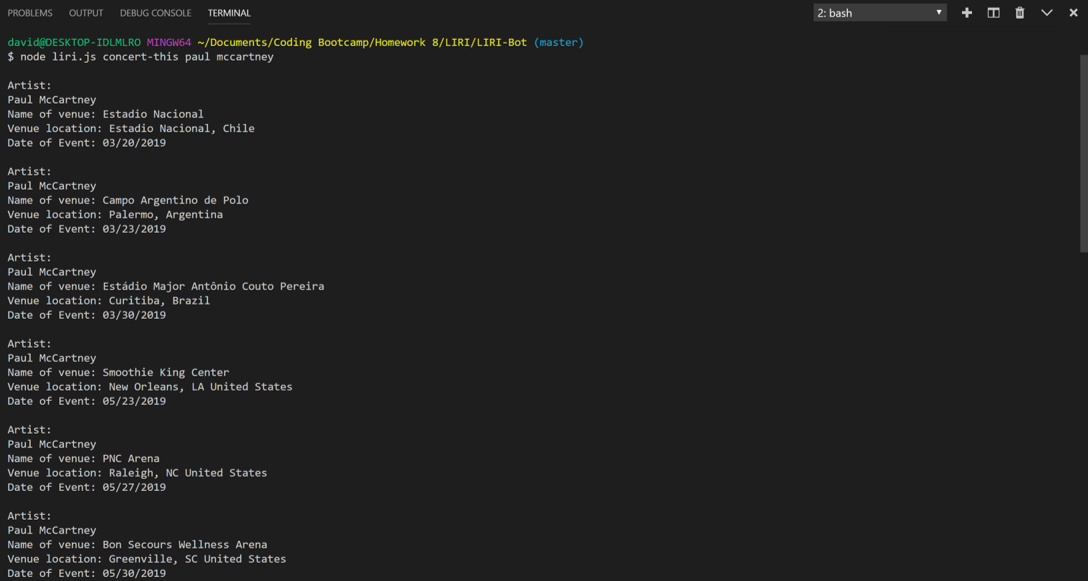 PROBLEMS OUTPUT DEBUG CONSOLE TERMINAL 2: bash
david@DESKTOP-IDLMLRO MINGW64 ~/Documents/Coding Bootcamp/Homework 8/LIRI/LIRI-Bot (master)
$ node liri.js concert-this paul mccartney
Artist:
Paul McCartney
Name of venue: Estadio Nacional
Venue location: Estadio Nacional, Chile
Date of Event: 03/20/2019
Artist:
Paul McCartney
Name of venue: Campo Argentino de Polo
Venue location: Palermo, Argentina
Date of Event: 03/23/2019
Artist:
Paul McCartney
Name of venue: Estádio Major Antônio Couto Pereira
Venue location: Curitiba, Brazil
Date of Event: 03/30/2019
Artist:
Paul McCartney
Name of venue: Smoothie King Center
Venue location: New Orleans, LA United States
Date of Event: 05/23/2019
Artist:
Paul McCartney
Name of venue: PNC Arena
Venue location: Raleigh, NC United States
Date of Event: 05/27/2019
Artist:
Paul McCartney
Name of venue: Bon Secours Wellness Arena
Venue location: Greenville, SC United States
Date of Event: 05/30/2019